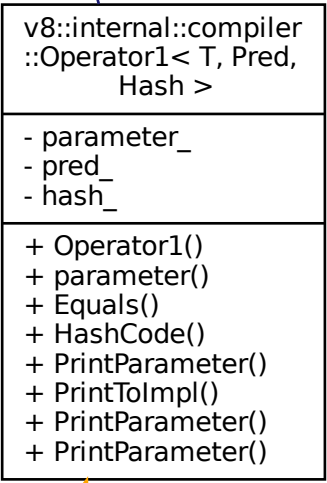 v8::internal::compiler
::Operator1< T, Pred,
Hash >
- parameter_
- pred_
- hash_
+ Operator1()
+ parameter()
+ Equals()
+ HashCode()
+ PrintParameter()
+ PrintToImpl()
+ PrintParameter()
+ PrintParameter()